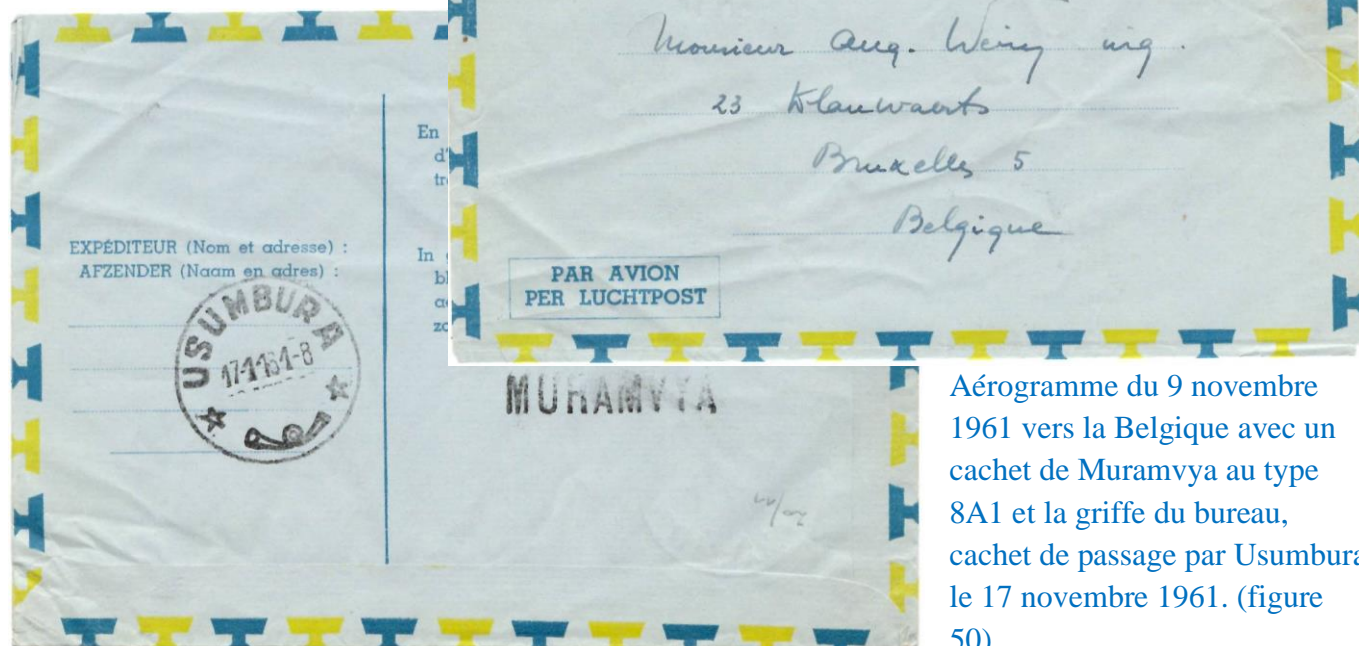 Monsieur Aug. Weiry ing.
23 Klauwaerts
Bruxelles 5
Belgique
PAR AVION
PER LUCHTPOST
En
d'
In
EXPÉDITEUR (Nom et adresse) :
AFZENDER (Naam en adres) :
USUMBURA
17-11-61-8
MURAMVYA
Aérogramme du 9 novembre
1961 vers la Belgique avec un
cachet de Muramvya au type
8A1 et la griffe du bureau,
cachet de passage par Usumbura
le 17 novembre 1961. (figure
50)